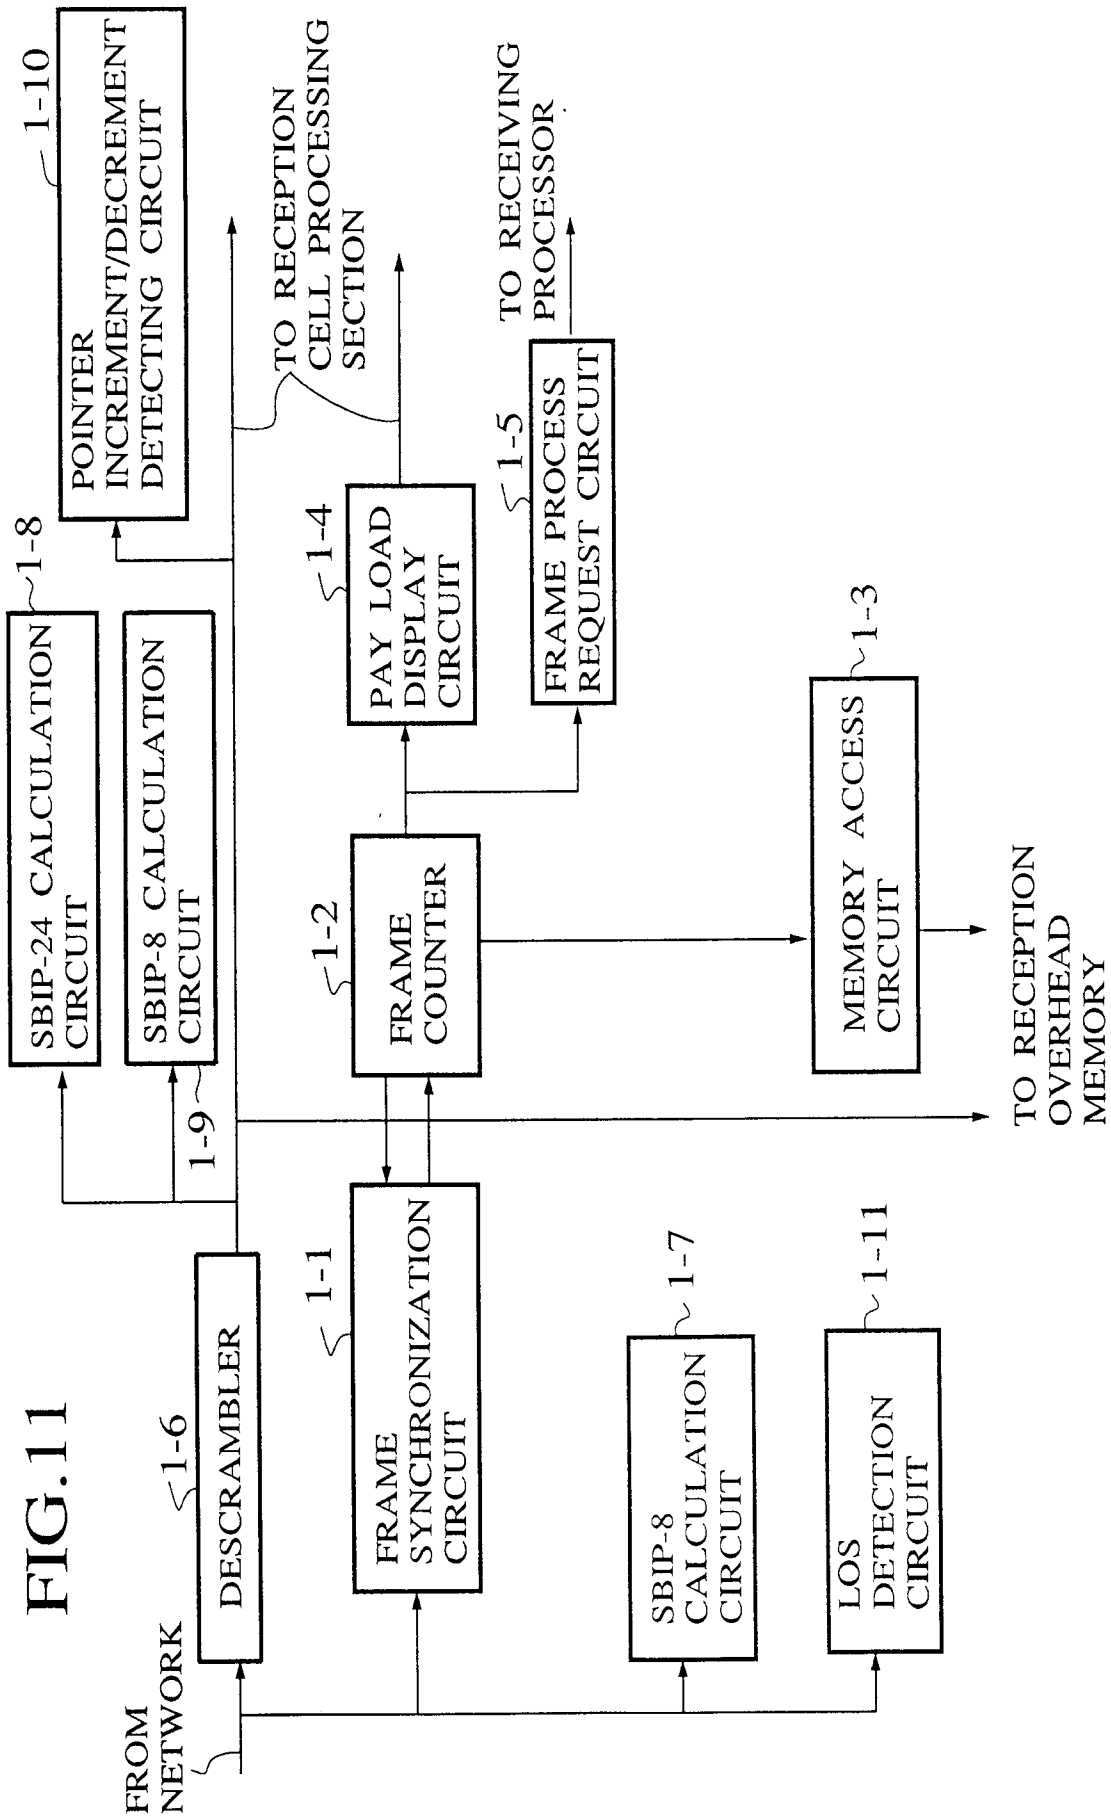 FIG.11
FROM
NETWORK
1-6
DESCRAMBLER
1-8
SBIP-24 CALCULATION
CIRCUIT
1-9
SBIP-8 CALCULATION
CIRCUIT
1-10
POINTER
INCREMENT/DECREMENT
DETECTING CIRCUIT
TO RECEPTION
CELL PROCESSING
SECTION
1-1
FRAME
SYNCHRONIZATION
CIRCUIT
1-2
FRAME
COUNTER
1-4
PAY LOAD
DISPLAY
CIRCUIT
1-5
FRAME PROCESS
REQUEST CIRCUIT
TO RECEIVING
PROCESSOR
1-7
SBIP-8
CALCULATION
CIRCUIT
1-11
LOS
DETECTION
CIRCUIT
1-3
MEMORY ACCESS
CIRCUIT
TO RECEPTION
OVERHEAD
MEMORY